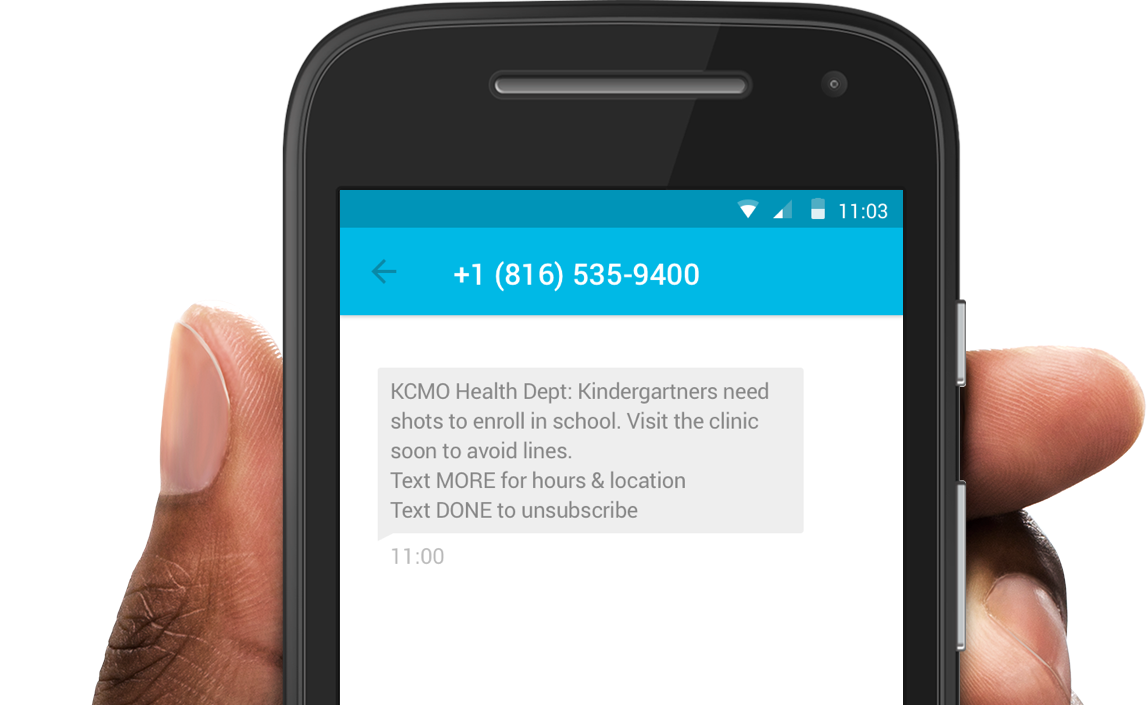 11:03
+1 (816) 535-9400
KCMO Health Dept: Kindergartners need
shots to enroll in school. Visit the clinic
soon to avoid lines.
Text MORE for hours & location
Text DONE to unsubscribe
11:00